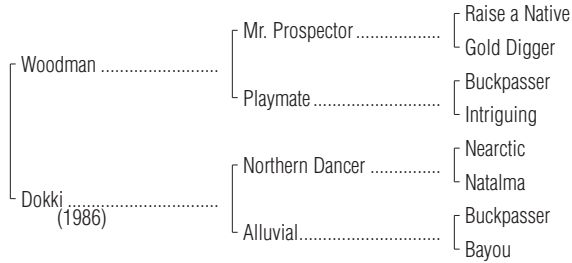 Raise a Native
Mr. Prospector ..................
Gold Digger
Woodman .........................
Buckpasser
Playmate ...........................
Intriguing
Nearctic
Northern Dancer ...............
Natalma
Dokki ................................
(1986)
Buckpasser
Alluvial ..............................
Bayou